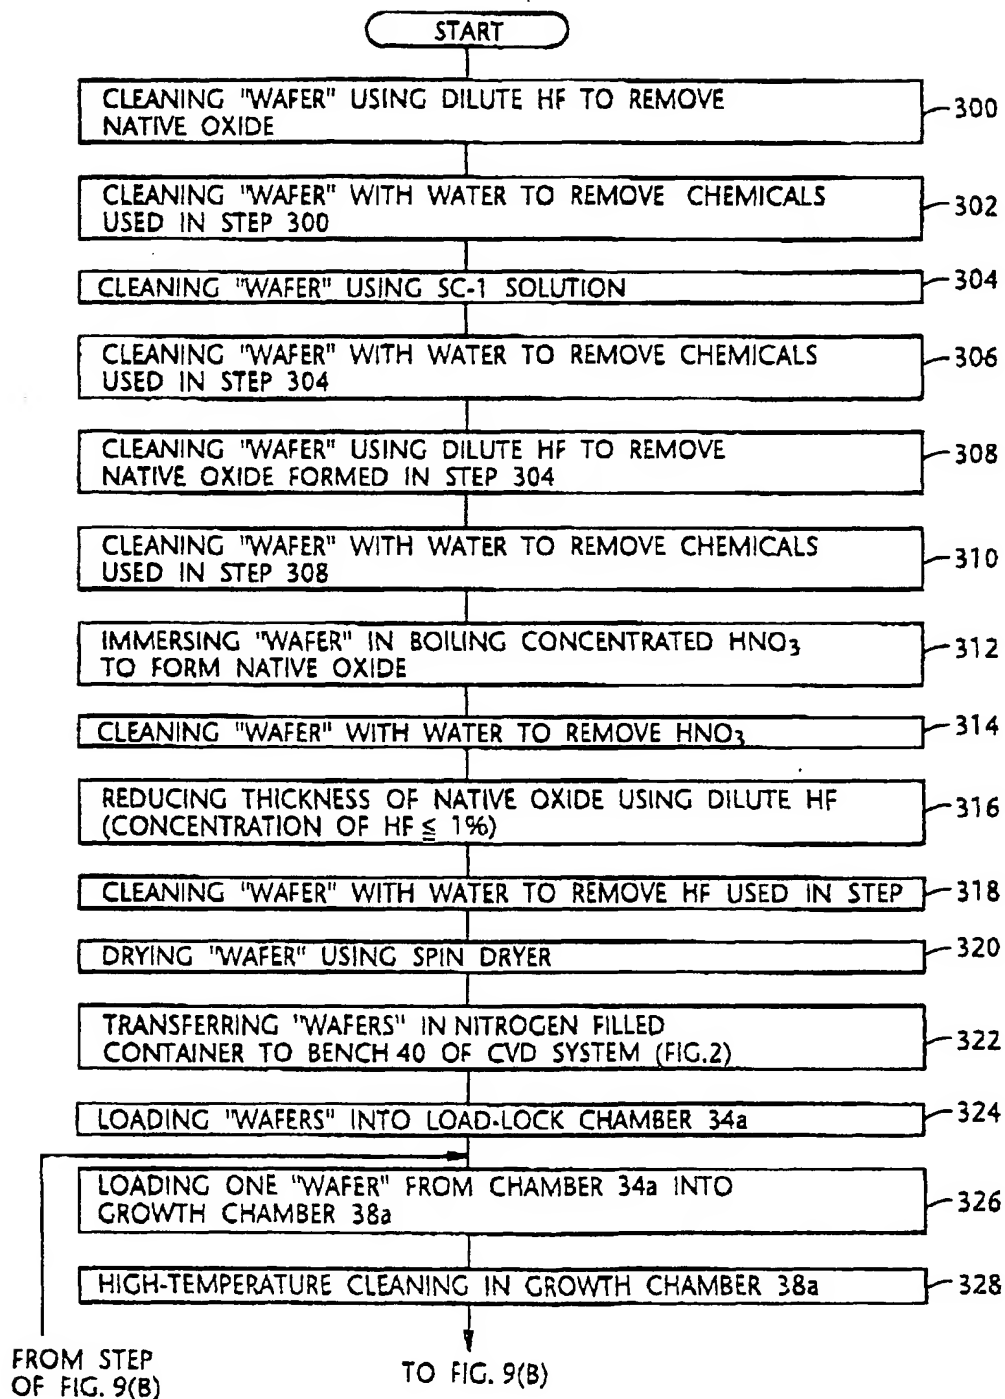 START
CLEANING "WAFER" USING DILUTE HF TO REMOVE
NATIVE OXIDE
300
CLEANING "WAFER" WITH WATER TO REMOVE CHEMICALS
USED IN STEP 300
302
CLEANING "WAFER" USING SC-1 SOLUTION
304
CLEANING "WAFER" WITH WATER TO REMOVE CHEMICALS
USED IN STEP 304
306
CLEANING "WAFER" USING DILUTE HF TO REMOVE
NATIVE OXIDE FORMED IN STEP 304
308
CLEANING "WAFER" WITH WATER TO REMOVE CHEMICALS
USED IN STEP 308
310
IMMERSING "WAFER" IN BOILING CONCENTRATED HNO₃
TO FORM NATIVE OXIDE
312
CLEANING "WAFER" WITH WATER TO REMOVE HNO₃
314
REDUCING THICKNESS OF NATIVE OXIDE USING DILUTE HF
(CONCENTRATION OF HF ≦ 1%)
316
CLEANING "WAFER" WITH WATER TO REMOVE HF USED IN STEP
318
DRYING "WAFER" USING SPIN DRYER
320
TRANSFERRING "WAFERS" IN NITROGEN FILLED
CONTAINER TO BENCH 40 OF CVD SYSTEM (FIG.2)
322
LOADING "WAFERS" INTO LOAD-LOCK CHAMBER 34a
324
LOADING ONE "WAFER" FROM CHAMBER 34a INTO
GROWTH CHAMBER 38a
326
HIGH-TEMPERATURE CLEANING IN GROWTH CHAMBER 38a
328
FROM STEP
OF FIG. 9(B)
TO FIG. 9(B)